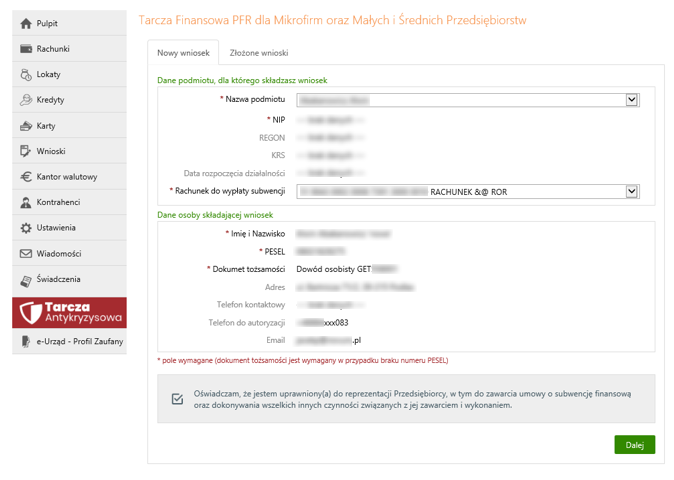 Tarcza Finansowa PFR dla Mikrofirm oraz Małych i Średnich Przedsiębiorstw
Pulpit
Rachunki
Lokaty
Kredyty
Karty
Wnioski
Kantor walutowy
Kontrahenci
Ustawienia
Wiadomości
Świadczenia
Tarcza
Antykryzysowa
e-Urząd - Profil Zaufany
Nowy wniosek
Złożone wnioski
Dane podmiotu, dla którego składzasz wniosek
* Nazwa podmiotu
* NIP
REGON
KRS
Data rozpoczęcia działalności
* Rachunek do wypłaty subwencji
RACHUNEK &@ ROR
Dane osoby składającej wniosek
* Imię i Nazwisko
* PESEL
* Dokumet tożsamości Dowód osobisty GET
Adres
Telefon kontaktowy
Telefon do autoryzacji xxx083
Email .pl
* pole wymagane (dokument tożsamości jest wymagany w przypadku braku numeru PESEL)
Oświadczam, że jestem uprawniony(a) do reprezentacji Przedsiębiorcy, w tym do zawarcia umowy o subwencję finansową
oraz dokonywania wszelkich innych czynności związanych z jej zawarciem i wykonaniem.
Dalej